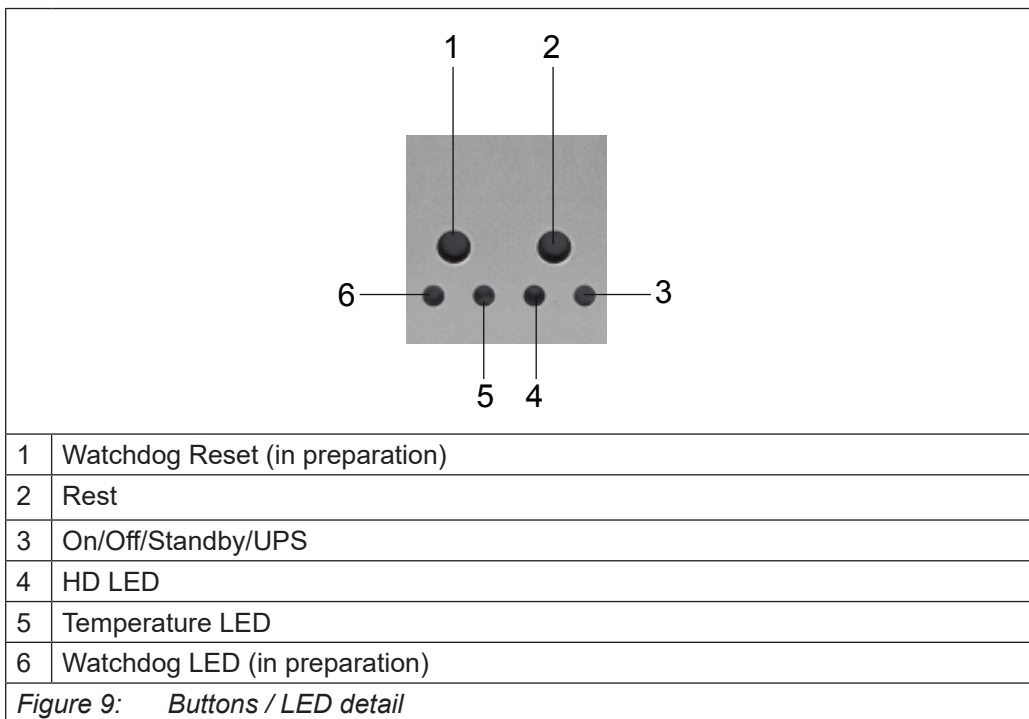 1 2
6 3
5 4
1 Watchdog Reset (in preparation)
2 Rest
3 On/Off/Standby/UPS
4 HD LED
5 Temperature LED
6 Watchdog LED (in preparation)
Figure 9: Buttons / LED detail